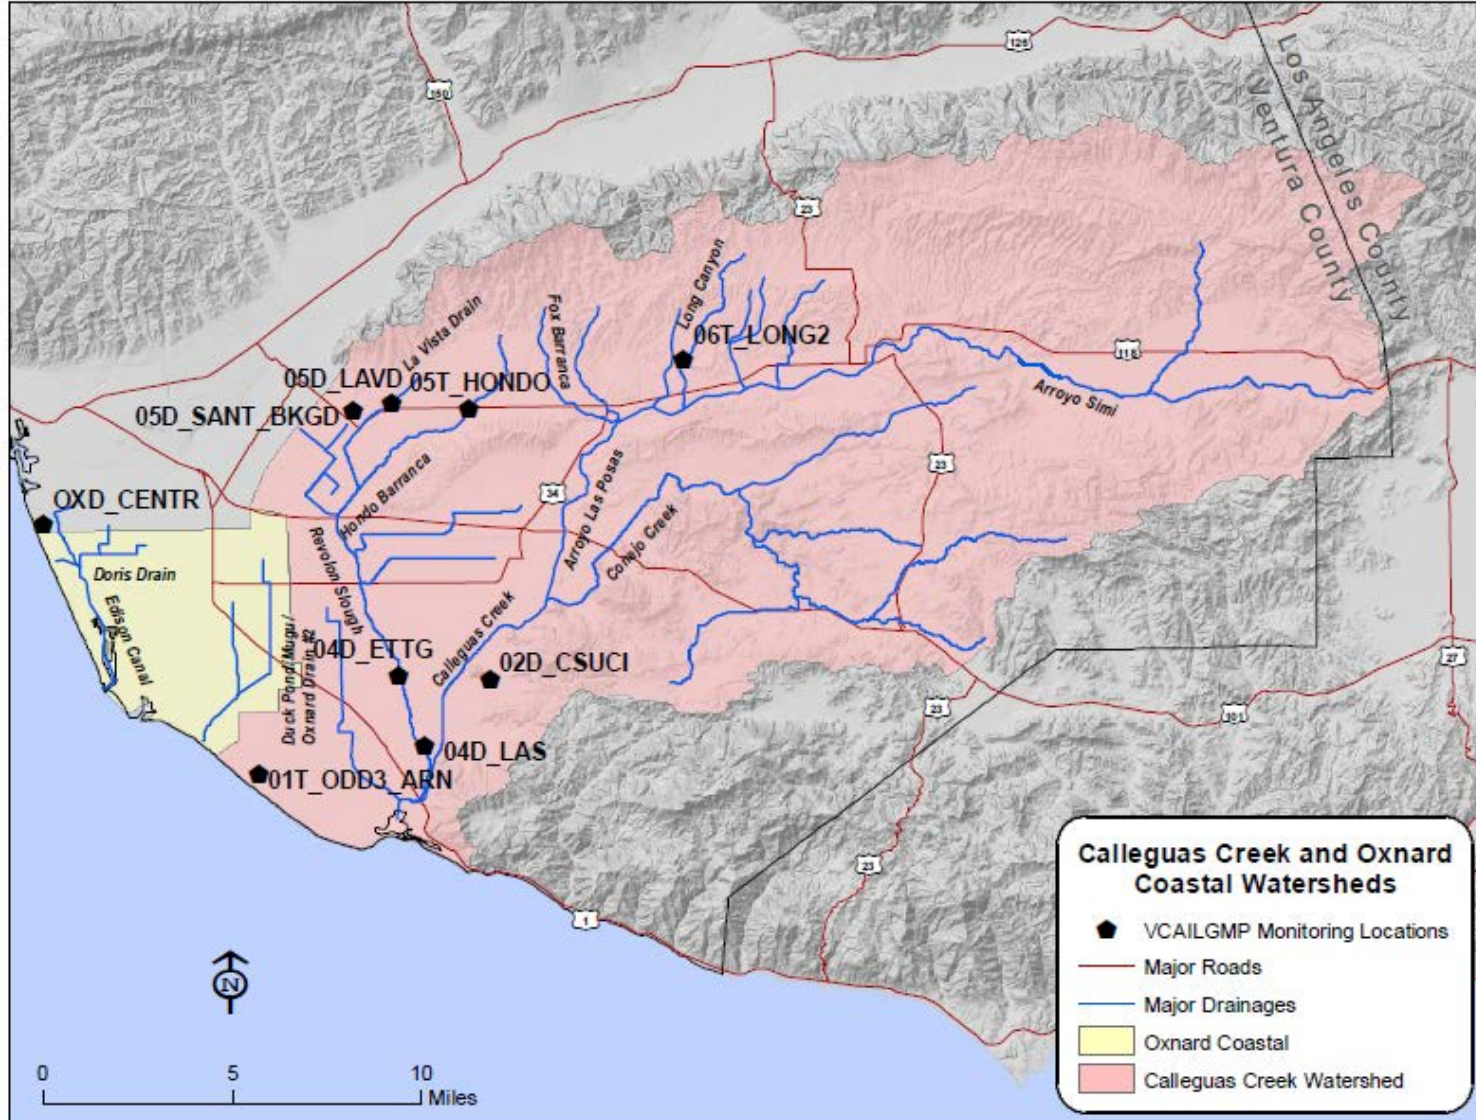 126
150
Los Angeles County
Ventura County
23
Long Canyon
La Vista Drain
Fox Barranca
06T_LONG2
118
05D_LAVD
05T_HONDO
05D_SANT_BKGD
Arroyo Simi
23
Hondo Barranca
34
Arroyo Las Posas
OXD_CENTR
Revolon Slough
Conejo Creek
Doris Drain
Edison Canal
Duck Pond/Mugu/
Oxnard Drain #2
04D_ETTG
Calleguas Creek
02D_CSUCI
27
23
101
04D_LAS
01T_ODD3_ARN
23
1
N
Calleguas Creek and Oxnard
Coastal Watersheds
VCAILGMP Monitoring Locations
Major Roads
Major Drainages
Oxnard Coastal
Calleguas Creek Watershed
0 5 10
Miles